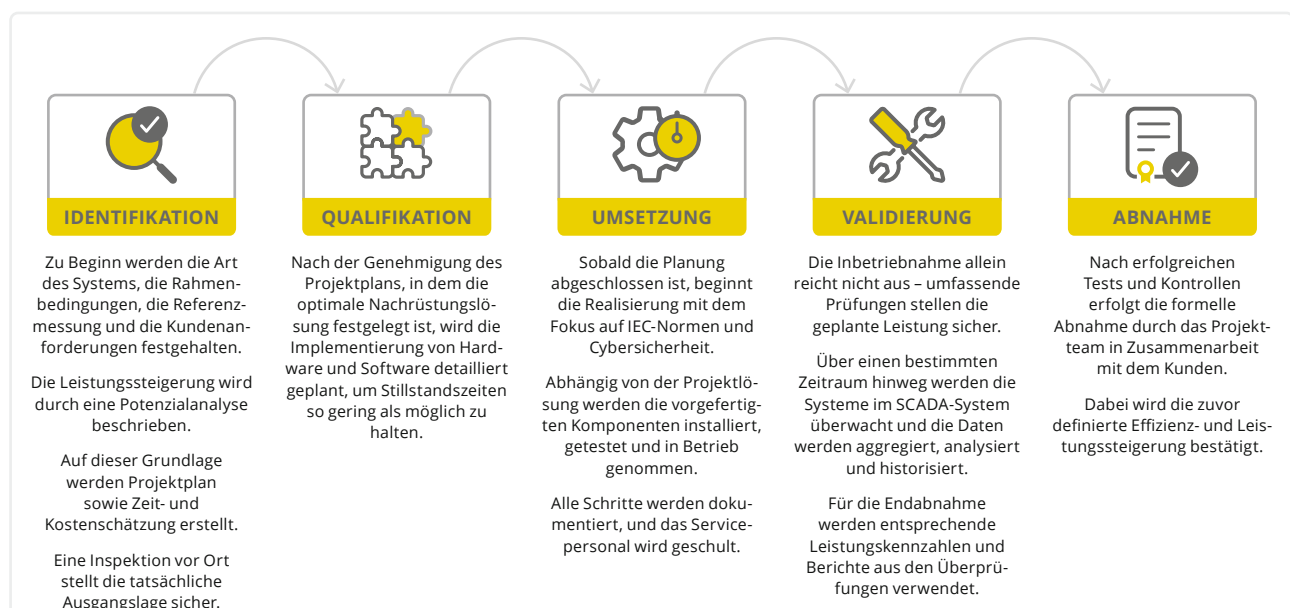 IDENTIFIKATION
Zu Beginn werden die Art
des Systems, die Rahmen-
bedingungen, die Referenz-
messung und die Kundenan-
forderungen festgehalten.
Die Leistungssteigerung wird
durch eine Potenzialanalyse
beschrieben.
Auf dieser Grundlage
werden Projektplan
sowie Zeit- und
Kostenschätzung erstellt.
Eine Inspektion vor Ort
stellt die tatsächliche
Ausgangslage sicher.
QUALIFIKATION
Nach der Genehmigung des
Projektplans, in dem die
optimale Nachrüstungslö-
sung festgelegt ist, wird die
Implementierung von Hard-
ware und Software detailliert
geplant, um Stillstandszeiten
so gering als möglich zu
halten.
UMSETZUNG
Sobald die Planung
abgeschlossen ist, beginnt
die Realisierung mit dem
Fokus auf IEC-Normen und
Cybersicherheit.
Abhängig von der Projektlö-
sung werden die vorgefertig-
ten Komponenten installiert,
getestet und in Betrieb
genommen.
Alle Schritte werden doku-
mentiert, und das Service-
personal wird geschult.
VALIDIERUNG
Die Inbetriebnahme allein
reicht nicht aus – umfassende
Prüfungen stellen die
geplante Leistung sicher.
Über einen bestimmten
Zeitraum hinweg werden die
Systeme im SCADA-System
überwacht und die Daten
werden aggregiert, analysiert
und historisiert.
Für die Endabnahme
werden entsprechende
Leistungskennzahlen und
Berichte aus den Überprü-
fungen verwendet.
ABNAHME
Nach erfolgreichen
Tests und Kontrollen
erfolgt die formelle
Abnahme durch das Projekt-
team in Zusammenarbeit
mit dem Kunden.
Dabei wird die zuvor
definierte Effizienz- und Leis-
tungssteigerung bestätigt.